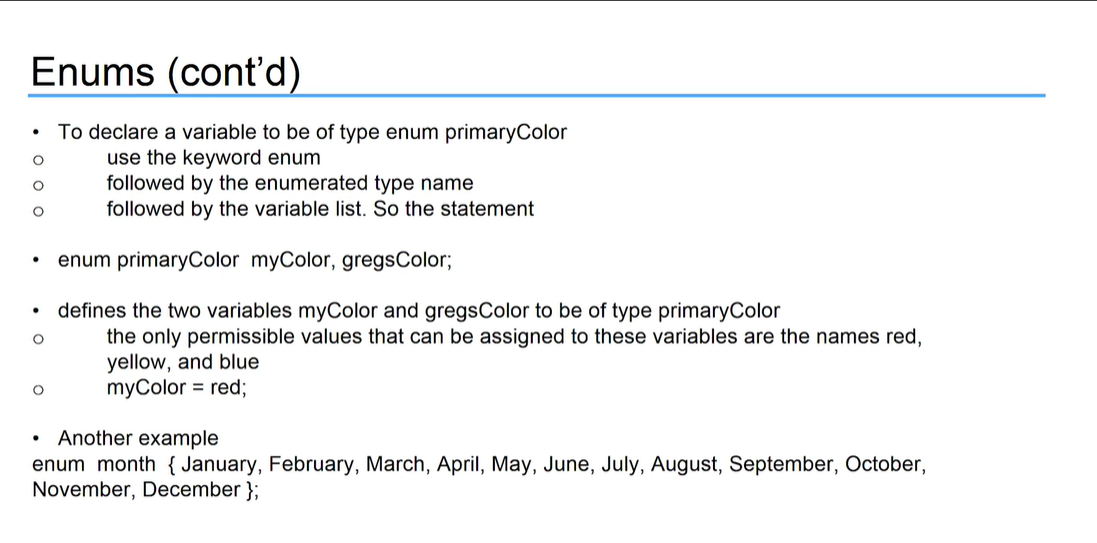 Enums (cont’d)
• To declare a variable to be of type enum primaryColor
o use the keyword enum
o followed by the enumerated type name
o followed by the variable list. So the statement
• enum primaryColor  myColor, gregsColor;
• defines the two variables myColor and gregsColor to be of type primaryColor
o the only permissible values that can be assigned to these variables are the names red,
yellow, and blue
o myColor = red;
• Another example
enum  month  { January, February, March, April, May, June, July, August, September, October,
November, December };